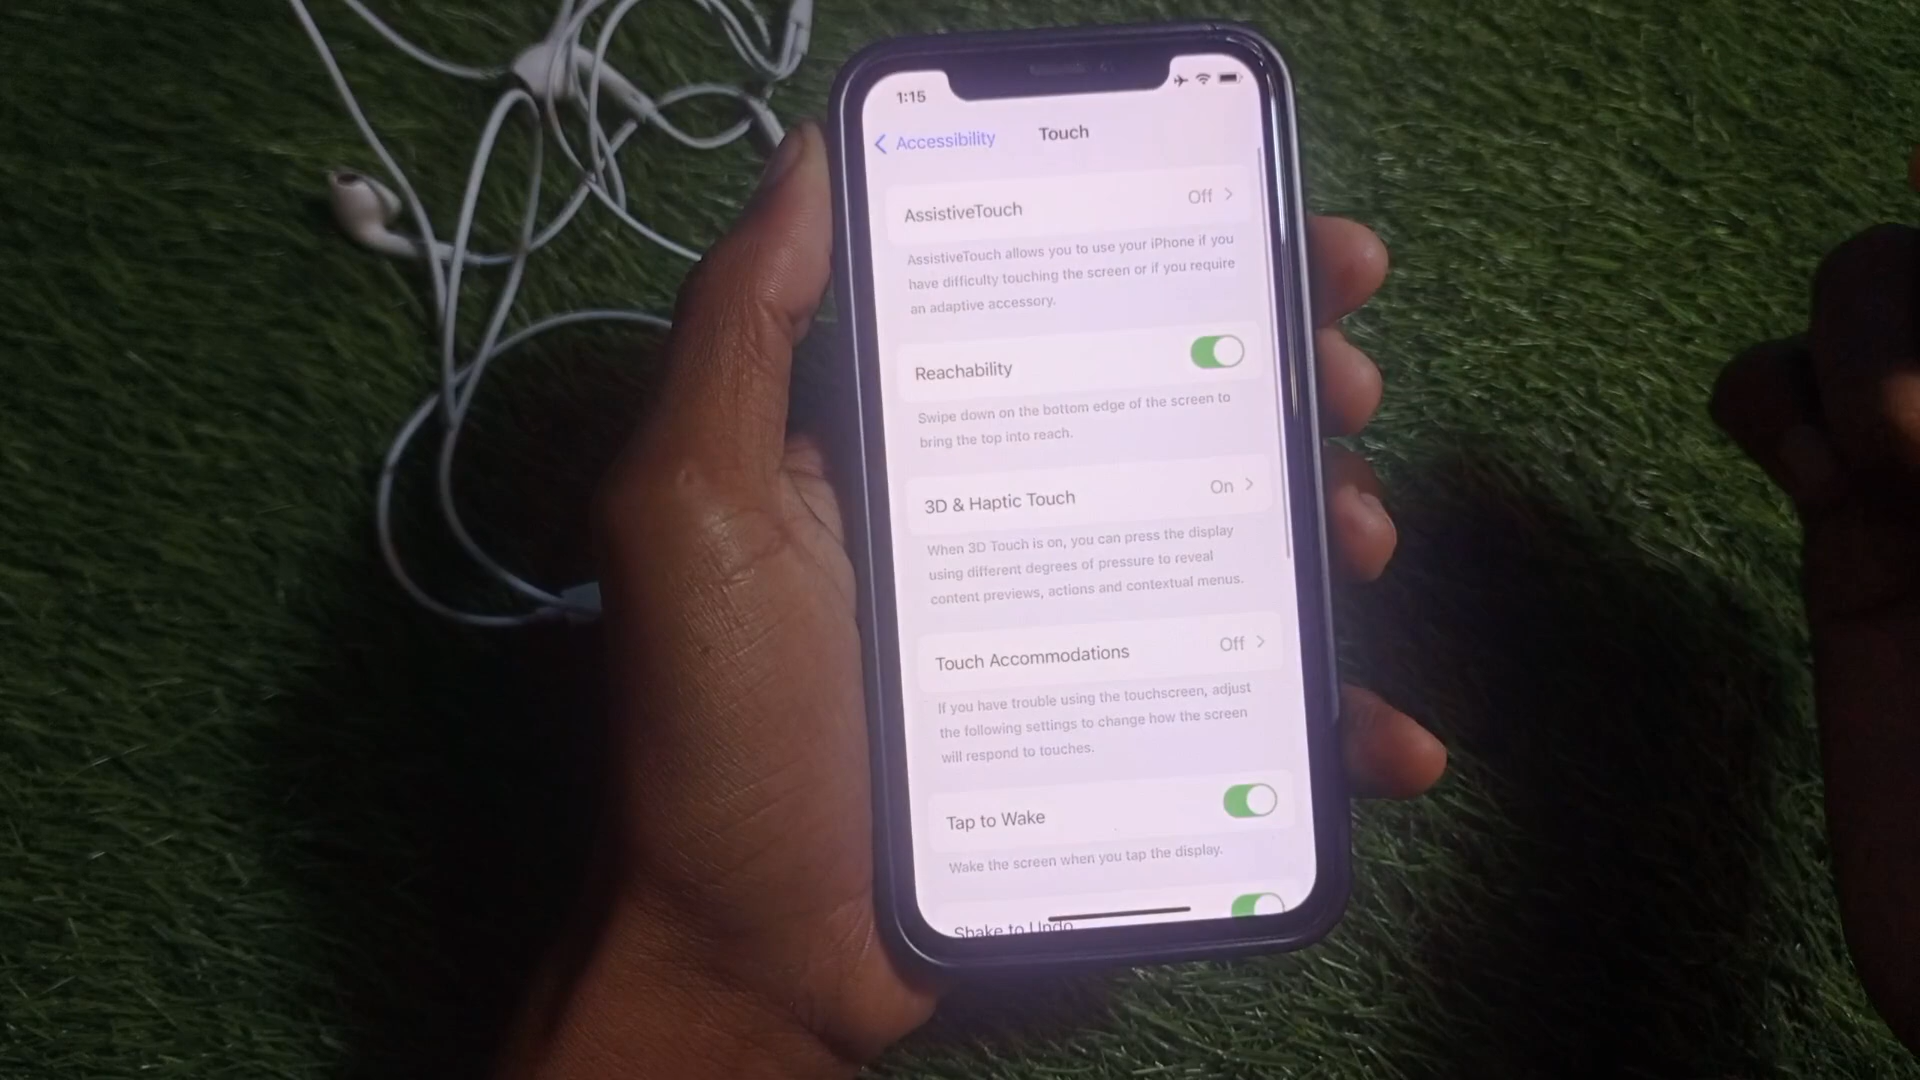 1:15
Accessibility
Touch
AssistiveTouch
Off
AssistiveTouch allows you to use your iPhone if you
have difficulty touching the screen or if you require
an adaptive accessory.
Reachability
Swipe down on the bottom edge of the screen to
bring the top into reach.
3D & Haptic Touch
On
When 3D Touch is on, you can press the display
using different degrees of pressure to reveal
content previews, actions and contextual menus.
Touch Accommodations
Off
If you have trouble using the touchscreen, adjust
the following settings to change how the screen
will respond to touches.
Tap to Wake
Wake the screen when you tap the display.
Shake to Undo